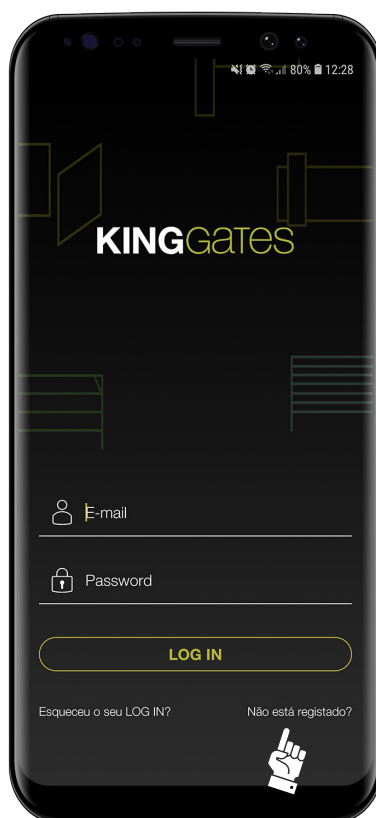 80% 12:28
KINGGATES
E-mail
Password
LOG IN
Esqueceu o seu LOG IN?
Não está registado?